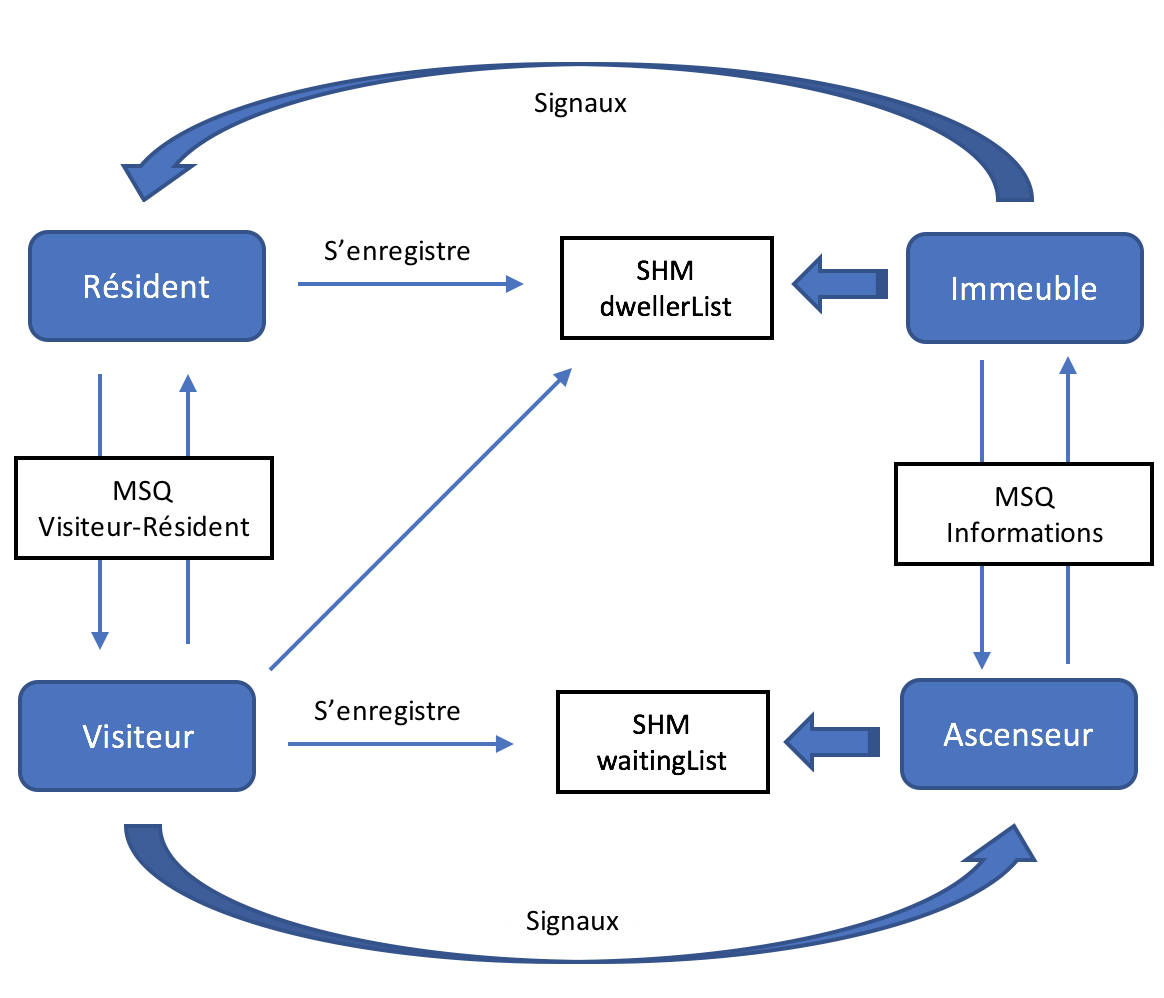 Signaux
Résident
S’enregistre
SHM
dwellerList
Immeuble
MSQ
Visiteur-Résident
MSQ
Informations
Visiteur
S’enregistre
SHM
waitingList
Ascenseur
Signaux